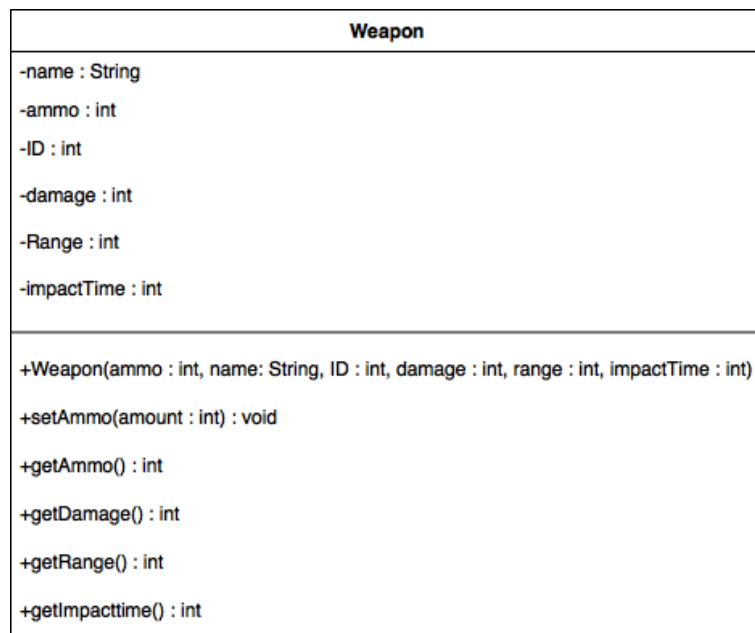 Weapon
-name : String
-ammo : int
-ID : int
-damage : int
-Range : int
-impactTime : int
+Weapon(ammo : int, name: String, ID : int, damage : int, range : int, impactTime : int)
+setAmmo(amount : int) : void
+getAmmo() : int
+getDamage() : int
+getRange() : int
+getImpacttime() : int